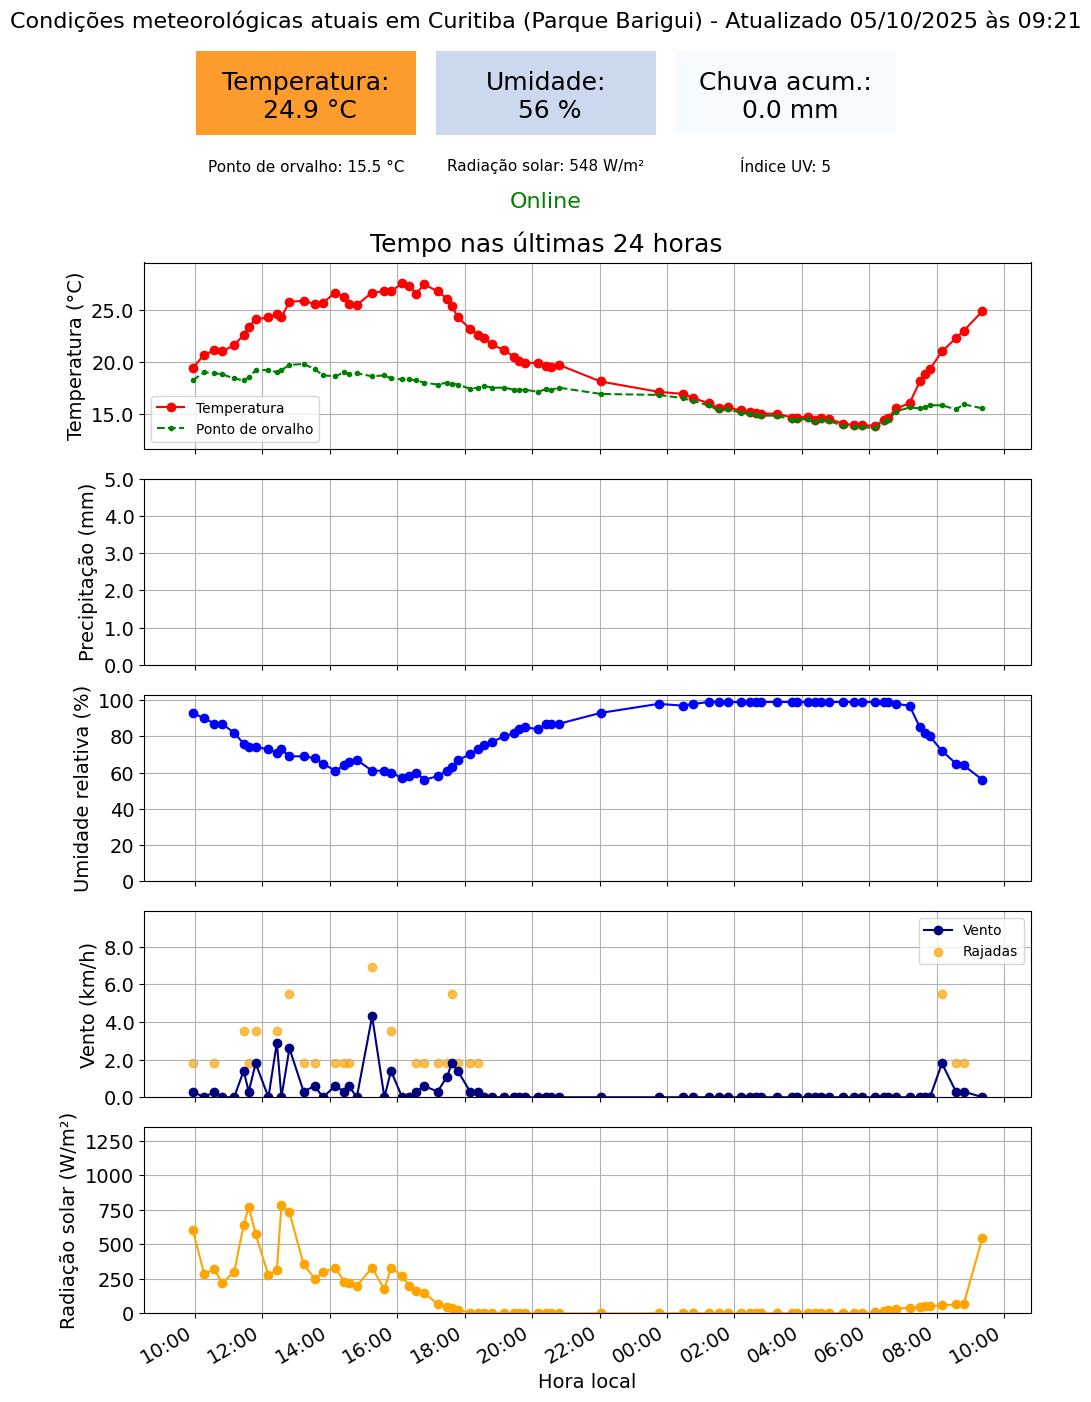 Condições meteorológicas atuais em Curitiba (Parque Barigui) - Atualizado 05/10/2025 às 09:21
Temperatura:
24.9 °C
Umidade:
56 %
Chuva acum.:
0.0 mm
Ponto de orvalho: 15.5 °C
Radiação solar: 548 W/m²
Índice UV: 5
Online
Tempo nas últimas 24 horas
Temperatura (°C)
25.0
20.0
15.0
Temperatura
Ponto de orvalho
Precipitação (mm)
5.0
4.0
3.0
2.0
1.0
0.0
Umidade relativa (%)
100
80
60
40
20
0
Vento (km/h)
8.0
6.0
4.0
2.0
0.0
Vento
Rajadas
Radiação solar (W/m²)
1250
1000
750
500
250
0
10:00
12:00
14:00
16:00
18:00
20:00
22:00
00:00
02:00
04:00
06:00
08:00
10:00
Hora local